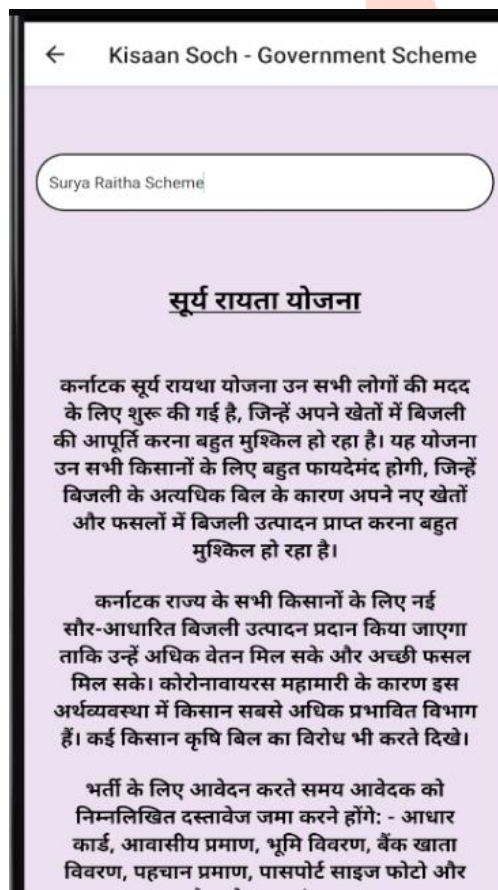 ← Kisaan Soch - Government Scheme
Surya Raitha Scheme
सूर्य रायता योजना
कर्नाटक सूर्य रायथा योजना उन सभी लोगों की मदद
के लिए शुरू की गई है, जिन्हें अपने खेतों में बिजली
की आपूर्ति करना बहुत मुश्किल हो रहा है। यह योजना
उन सभी किसानों के लिए बहुत फायदेमंद होगी, जिन्हें
बिजली के अत्यधिक बिल के कारण अपने नए खेतों
और फसलों में बिजली उत्पादन प्राप्त करना बहुत
मुश्किल हो रहा है।
कर्नाटक राज्य के सभी किसानों के लिए नई
सौर-आधारित बिजली उत्पादन प्रदान किया जाएगा
ताकि उन्हें अधिक वेतन मिल सके और अच्छी फसल
मिल सके। कोरोनावायरस महामारी के कारण इस
अर्थव्यवस्था में किसान सबसे अधिक प्रभावित विभाग
हैं। कई किसान कृषि बिल का विरोध भी करते दिखे।
भर्ती के लिए आवेदन करते समय आवेदक को
निम्नलिखित दस्तावेज जमा करने होंगे: - आधार
कार्ड, आवासीय प्रमाण, भूमि विवरण, बैंक खाता
विवरण, पहचान प्रमाण, पासपोर्ट साइज फोटो और